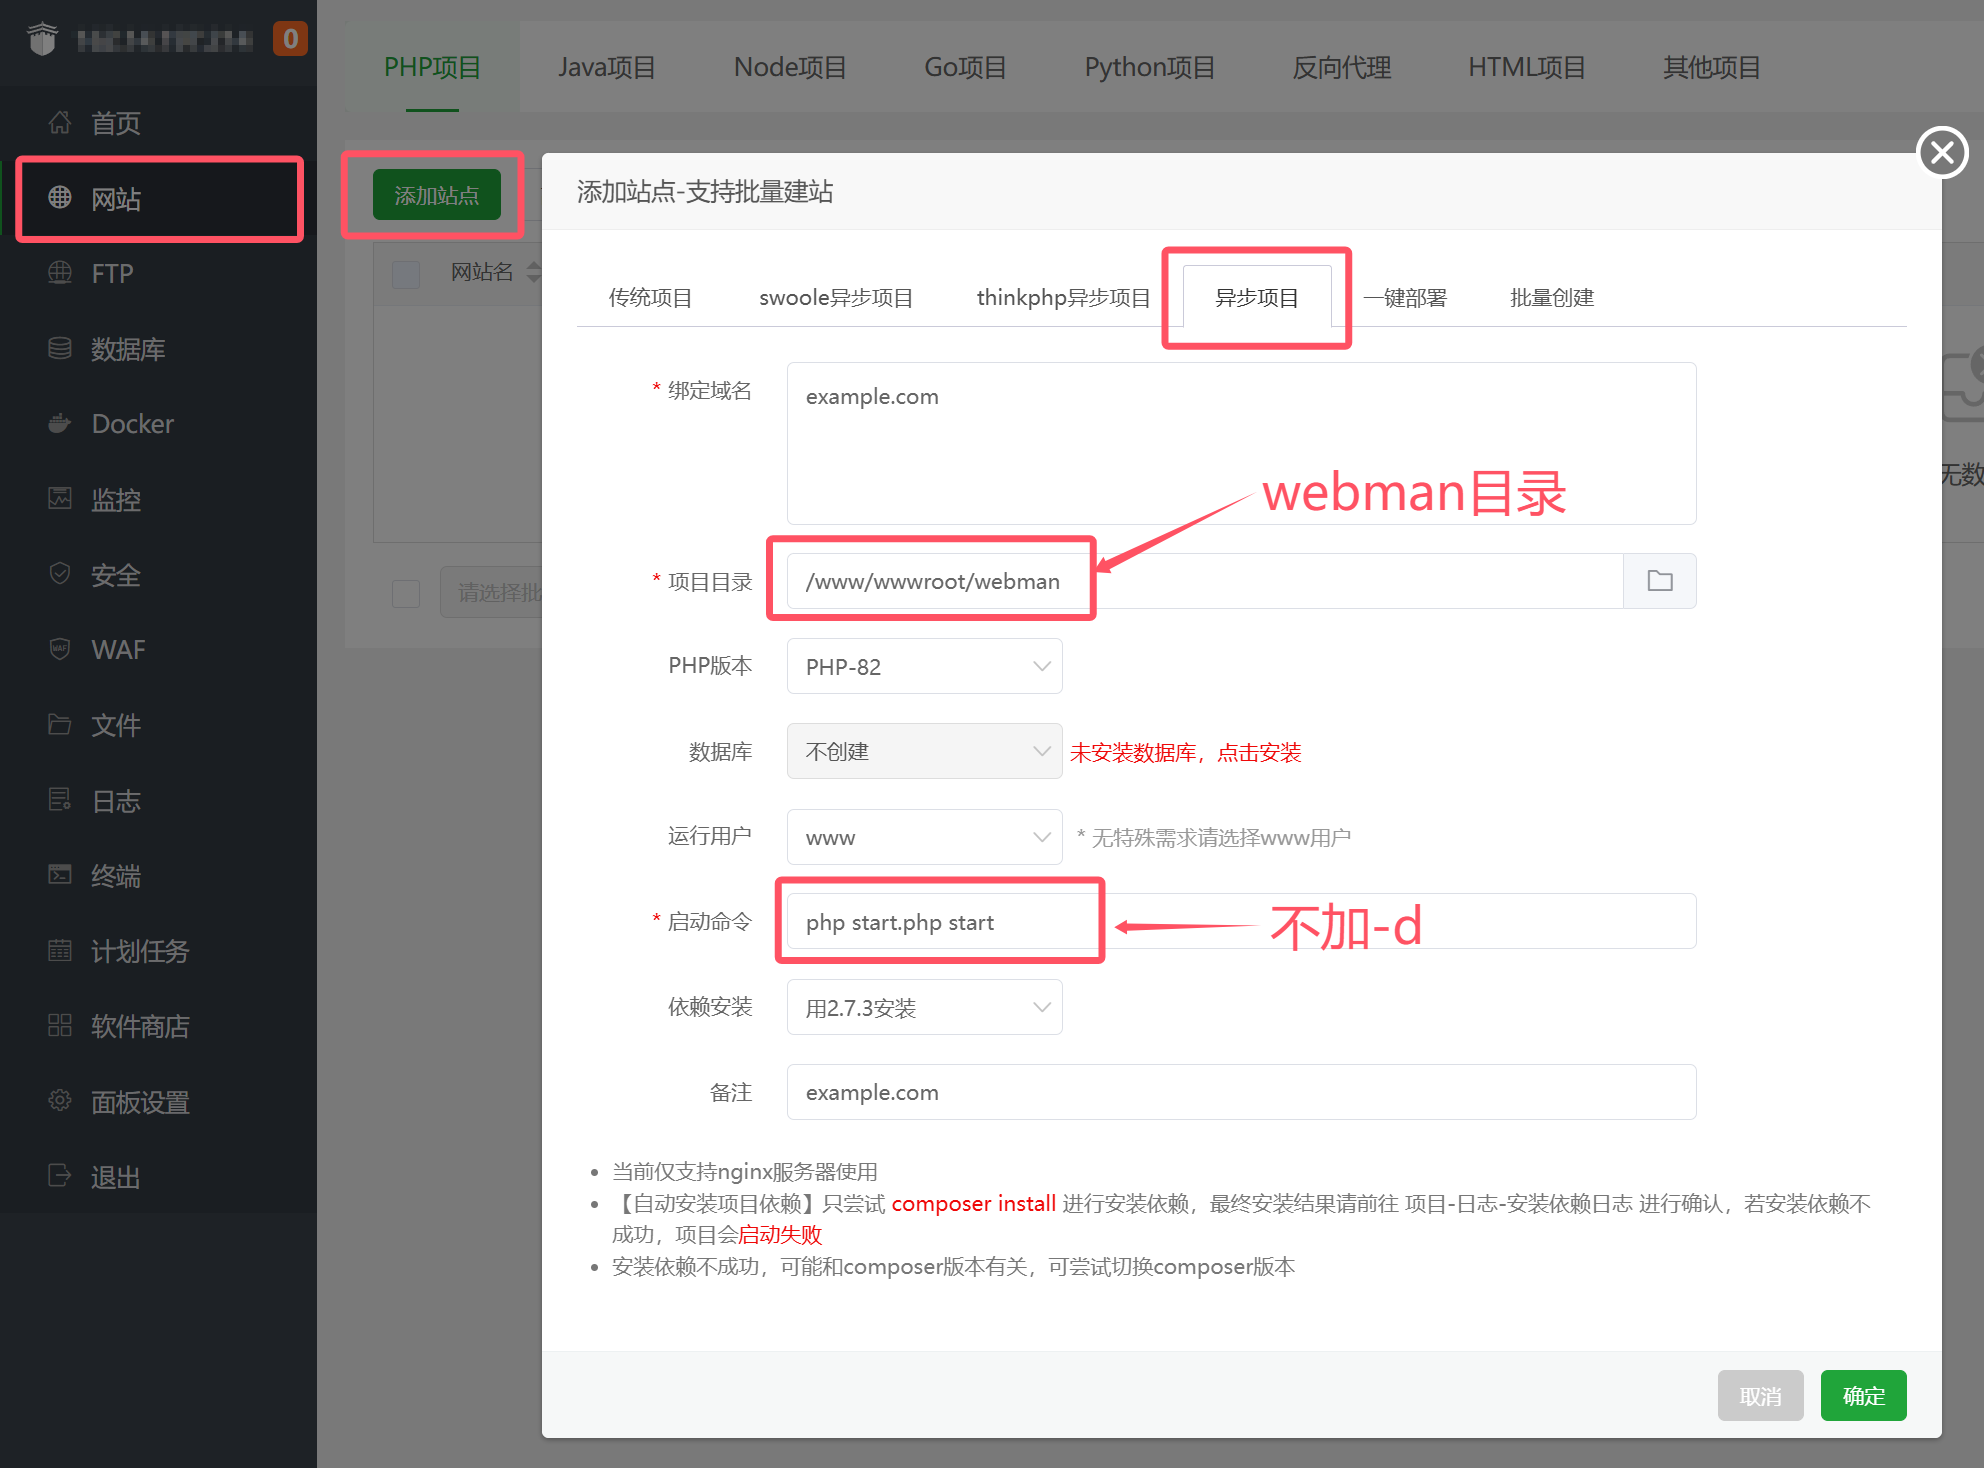 0
首页
网站
FTP
数据库
Docker
监控
安全
WAF
文件
日志
终端
计划任务
软件商店
面板设置
退出
PHP项目
Java项目
Node项目
Go项目
Python项目
反向代理
HTML项目
其他项目
添加站点
网站名
请选择批
无数
添加站点-支持批量建站
传统项目
swoole异步项目
thinkphp异步项目
异步项目
一键部署
批量创建
* 绑定域名
example.com
webman目录
* 项目目录
/www/wwwroot/webman
PHP版本
PHP-82
数据库
不创建
未安装数据库，点击安装
运行用户
www
* 无特殊需求请选择www用户
* 启动命令
php start.php start
不加-d
依赖安装
用2.7.3安装
备注
example.com
当前仅支持nginx服务器使用
【自动安装项目依赖】只尝试 composer install 进行安装依赖，最终安装结果请前往 项目-日志-安装依赖日志 进行确认，若安装依赖不
成功，项目会启动失败
安装依赖不成功，可能和composer版本有关，可尝试切换composer版本
取消
确定